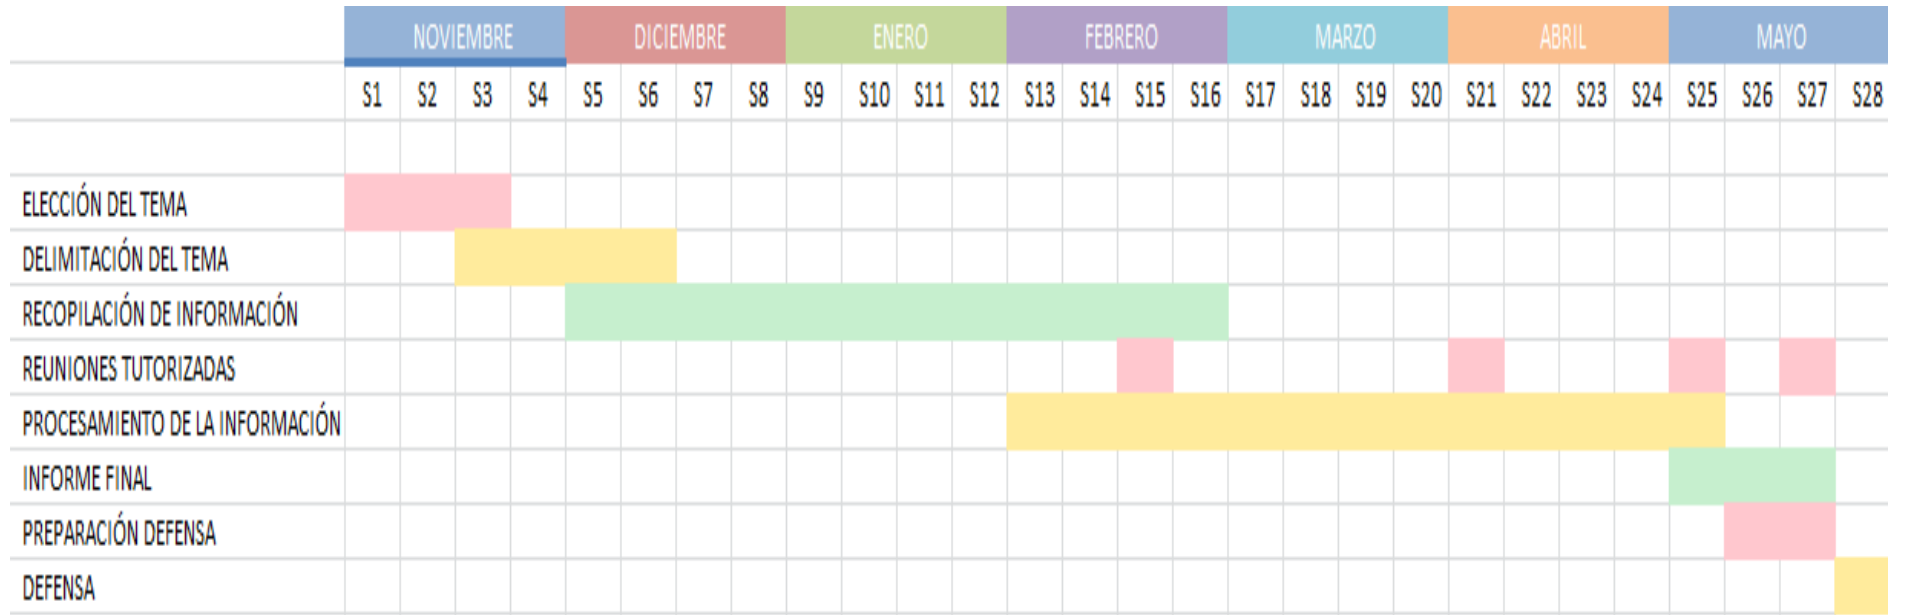 NOVIEMBRE DICIEMBRE ENERO FEBRERO MARZO ABRIL MAYO
S1 S2 S3 S4 S5 S6 S7 S8 S9 S10 S11 S12 S13 S14 S15 S16 S17 S18 S19 S20 S21 S22 S23 S24 S25 S26 S27 S28
ELECCIÓN DEL TEMA
DELIMITACIÓN DEL TEMA
RECOPILACIÓN DE INFORMACIÓN
REUNIONES TUTORIZADAS
PROCESAMIENTO DE LA INFORMACIÓN
INFORME FINAL
PREPARACIÓN DEFENSA
DEFENSA